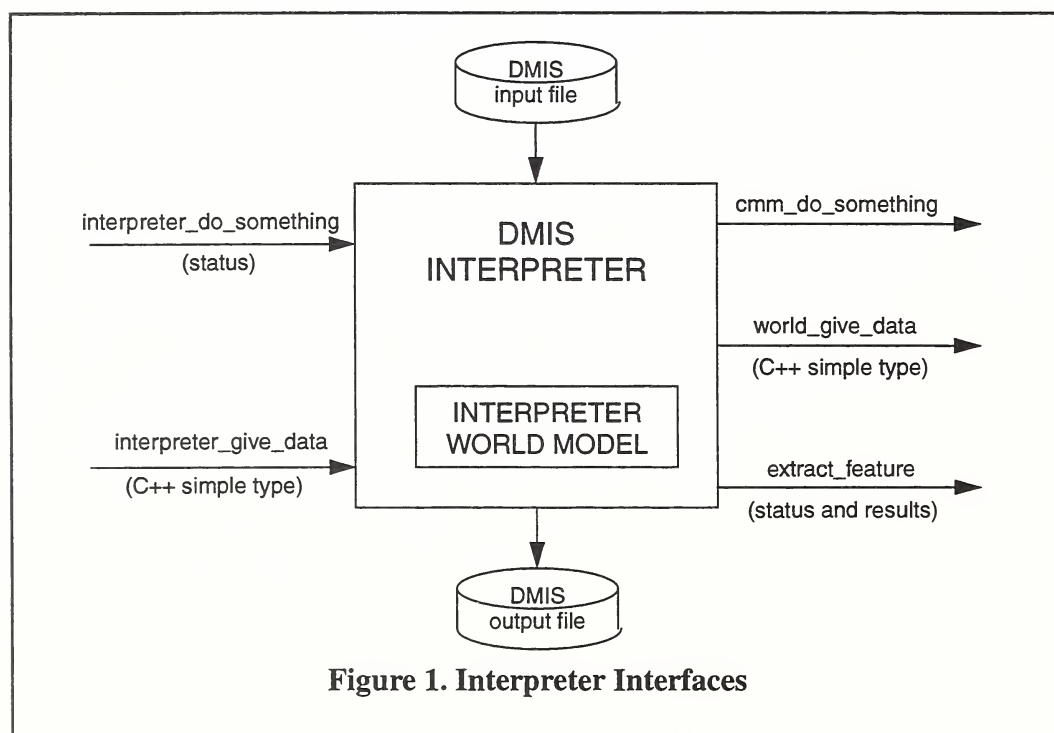 DMIS
input file
interpreter_do_something
(status)
cmm_do_something
DMIS
INTERPRETER
world_give_data
(C++ simple type)
INTERPRETER
WORLD MODEL
interpreter_give_data
(C++ simple type)
extract_feature
(status and results)
DMIS
output file
Figure 1. Interpreter Interfaces